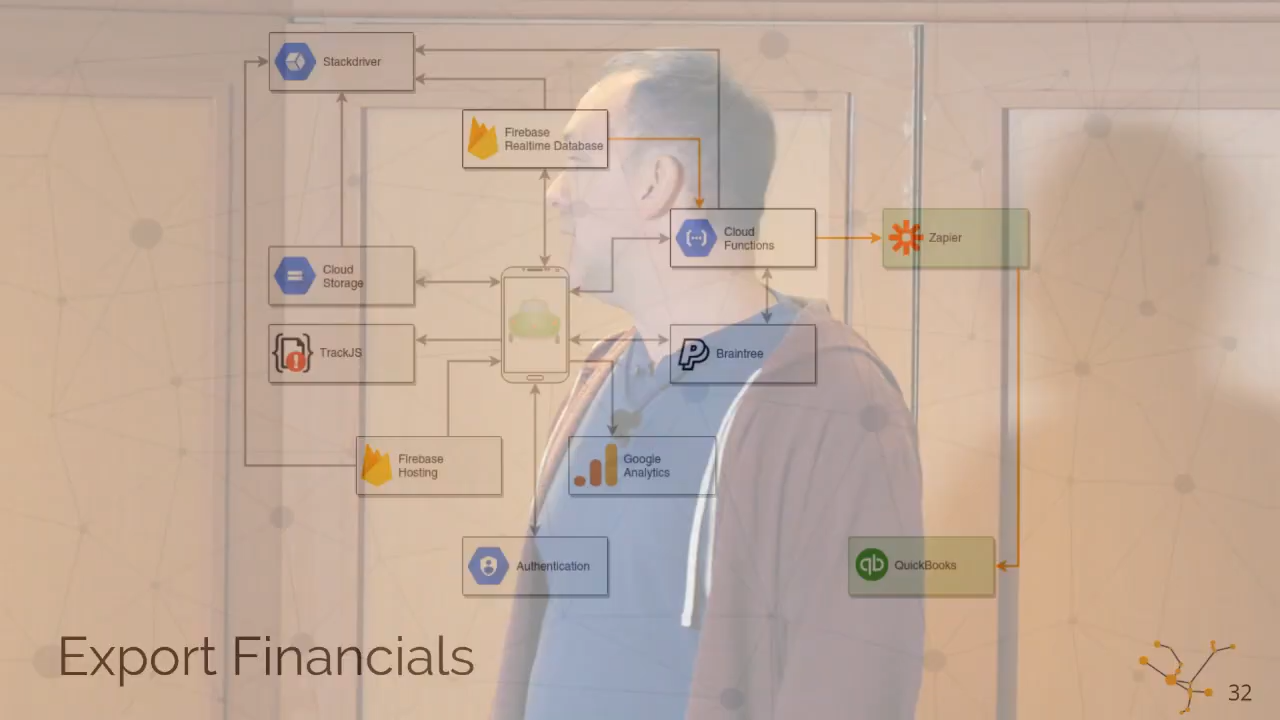 Stackdriver
Firebase
Realtime Database
Cloud
Functions
Zapier
Cloud
Storage
TrackJS
Braintree
Firebase
Hosting
Google
Analytics
Authentication
qb
QuickBooks
Export Financials
32